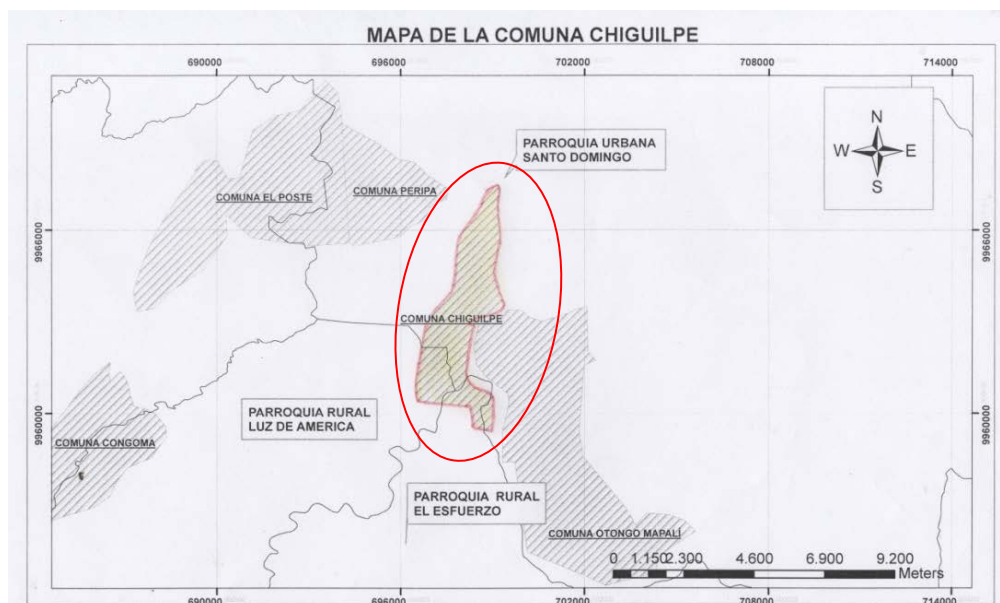 MAPA DE LA COMUNA CHIGUILPE
690000 696000 702000 708000 714000
N
W E
S
PARROQUIA URBANA
SANTO DOMINGO
COMUNA PERIPA
COMUNA EL POSTE
9966000 9966000
COMUNA CHIGUILPE
PARROQUIA RURAL
LUZ DE AMERICA
9960000 9960000
COMUNA CONGOMA
PARROQUIA RURAL
EL ESFUERZO
COMUNA OTONGO MAPALÍ
0 1.150 2.300 4.600 6.900 9.200
Meters
690000 696000 702000 708000 714000